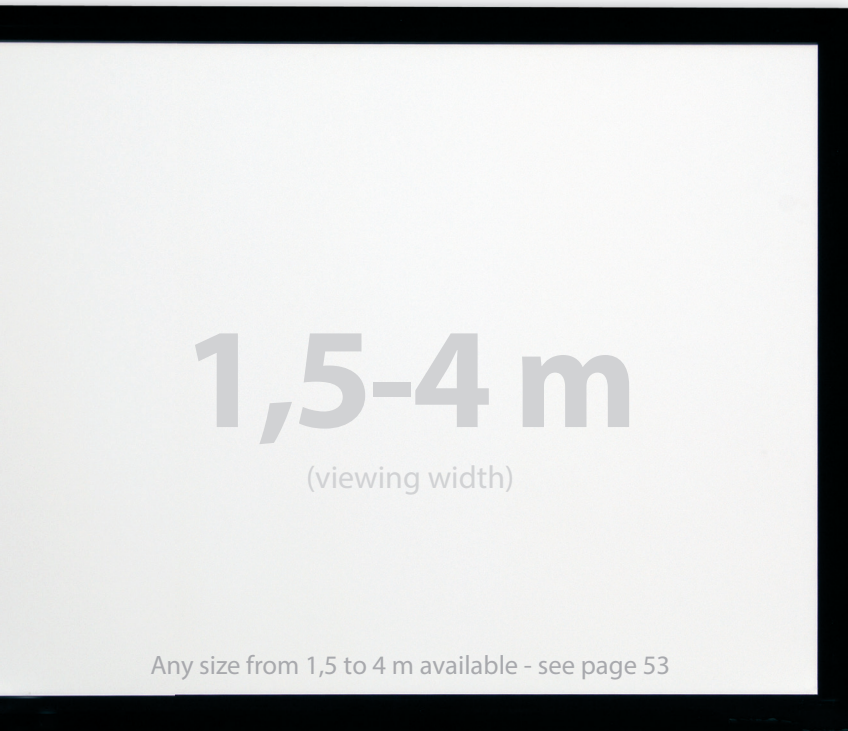 1,5-4 m
(viewing width)
Any size from 1,5 to 4 m available - see page 53